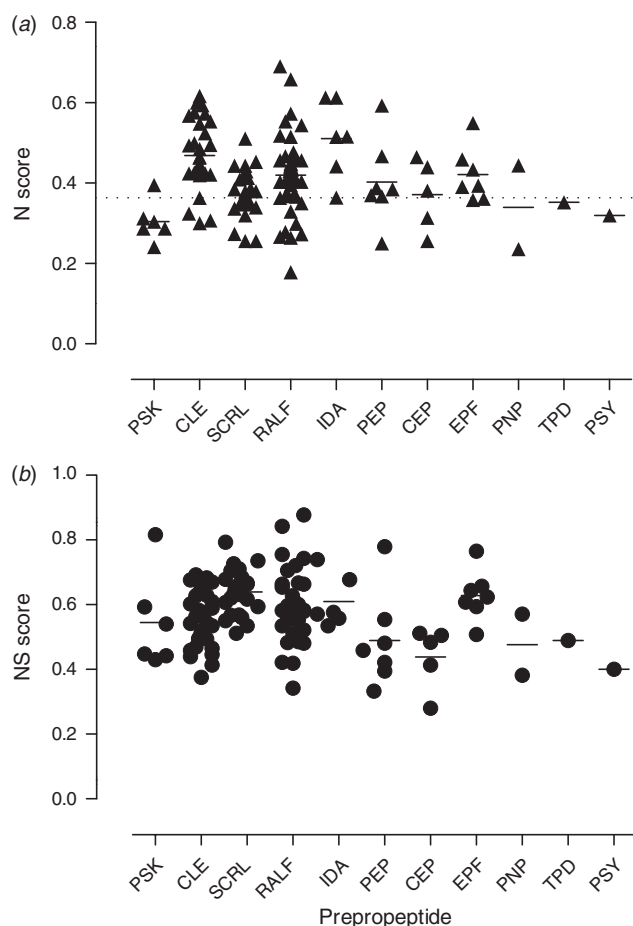 (a)
0.8
0.6
0.4
0.2
0.0
N score
PSK
CLE
SCRL
RALF
IDA
PEP
CEP
EPF
PNP
TPD
PSY
(b)
1.0
0.8
0.6
0.4
0.2
0.0
NS score
PSK
CLE
SCRL
RALF
IDA
PEP
CEP
EPF
PNP
TPD
PSY
Prepropeptide